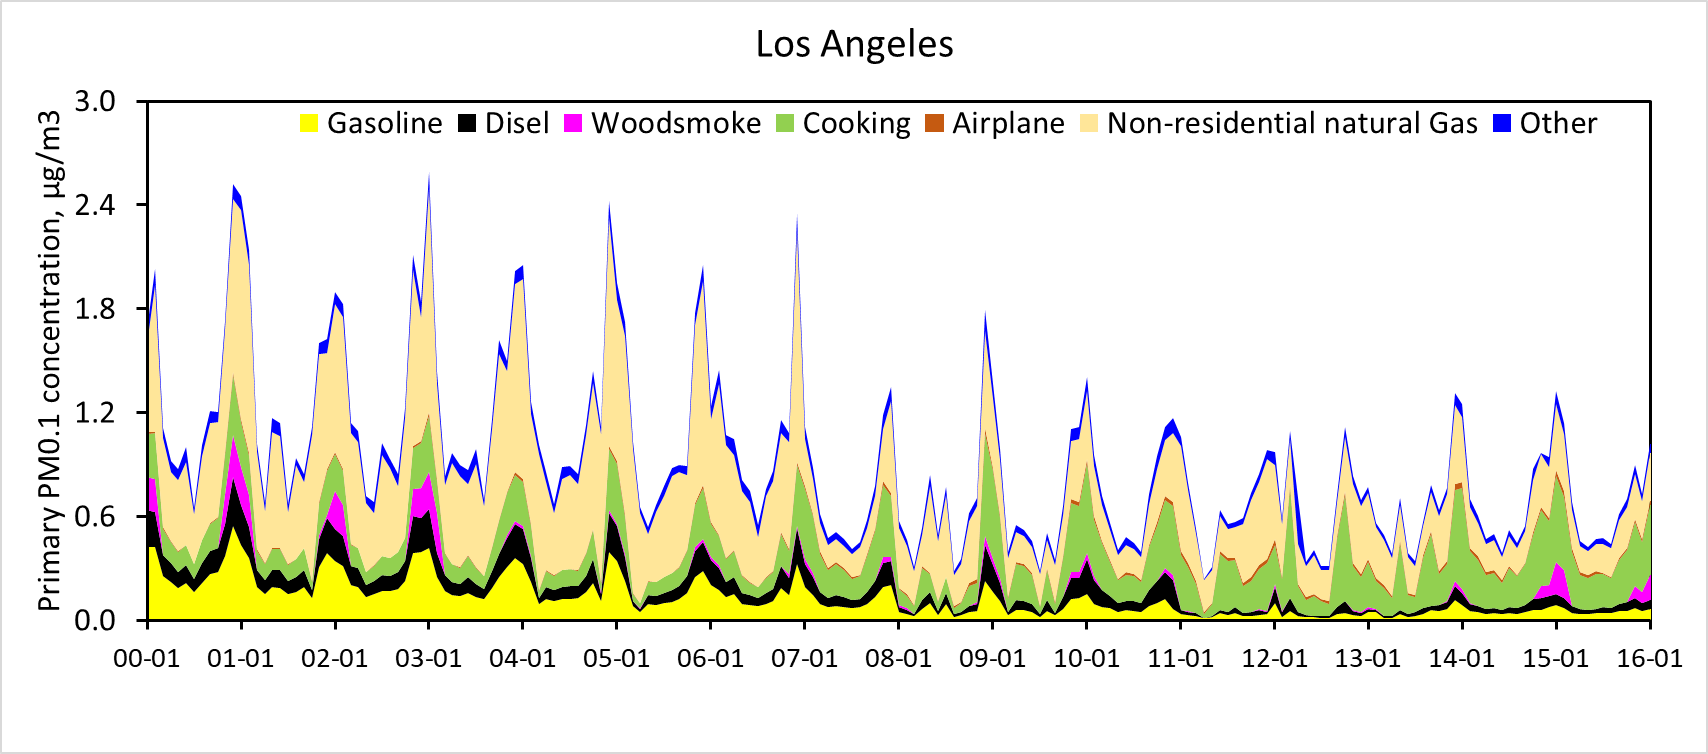 Los Angeles
Primary PM0.1 concentration, µg/m3
3.0
2.4
1.8
1.2
0.6
0.0
Gasoline Disel Woodsmoke Cooking Airplane Non-residential natural Gas Other
00-01 01-01 02-01 03-01 04-01 05-01 06-01 07-01 08-01 09-01 10-01 11-01 12-01 13-01 14-01 15-01 16-01